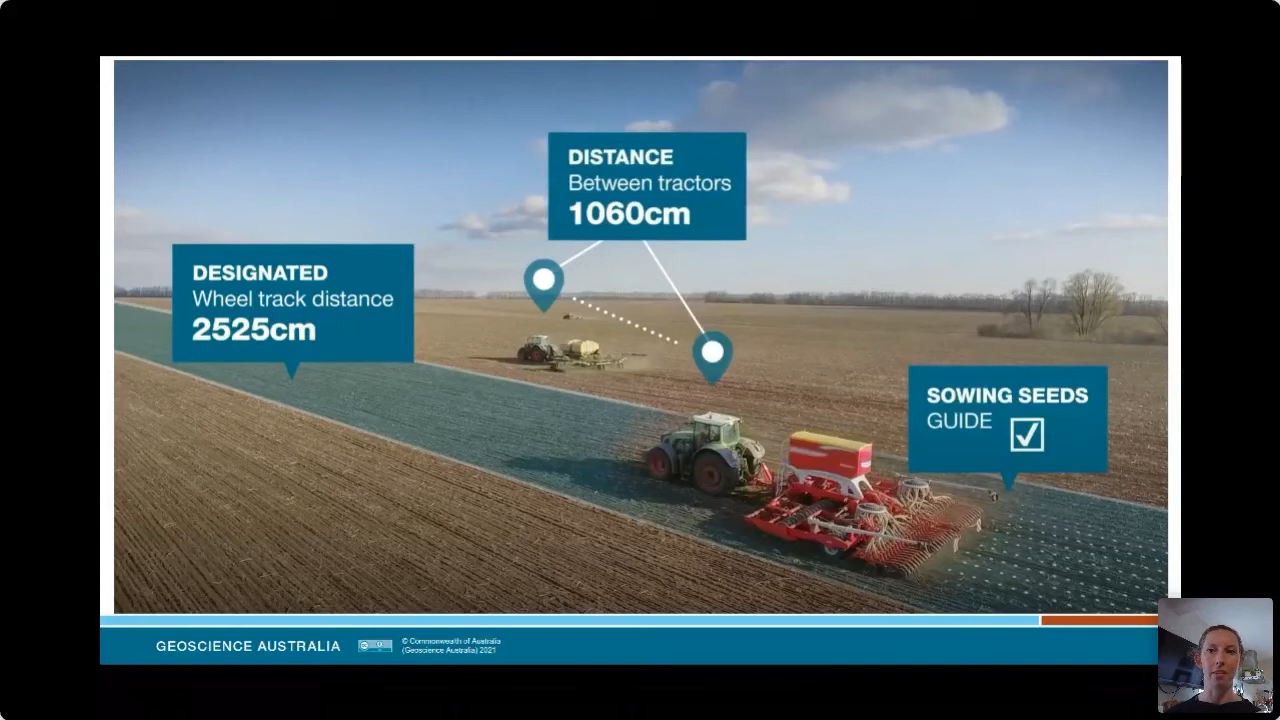 DISTANCE
Between tractors
1060cm
DESIGNATED
Wheel track distance
2525cm
SOWING SEEDS
GUIDE
GEOSCIENCE AUSTRALIA
© Commonwealth of Australia
(Geoscience Australia) 2021